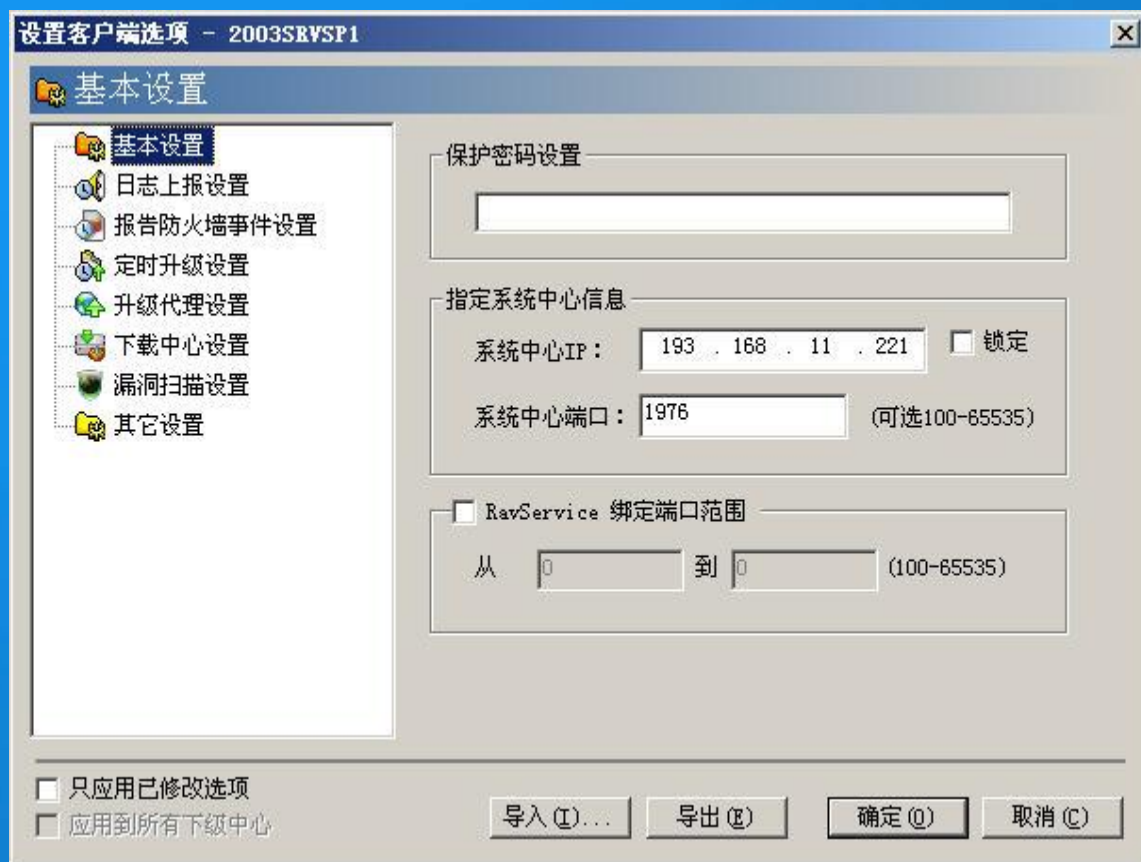 设置客户端选项 - 2003SRVSP1
基本设置
基本设置
日志上报设置
报告防火墙事件设置
定时升级设置
升级代理设置
下载中心设置
漏洞扫描设置
其它设置
保护密码设置
指定系统中心信息
系统中心IP： 193 . 168 . 11 . 221 锁定
系统中心端口： 1976 (可选100-65535)
RavService 绑定端口范围
从 0 到 0 (100-65535)
只应用已修改选项
应用到所有下级中心
导入(I)... 导出(E) 确定(O) 取消(C)